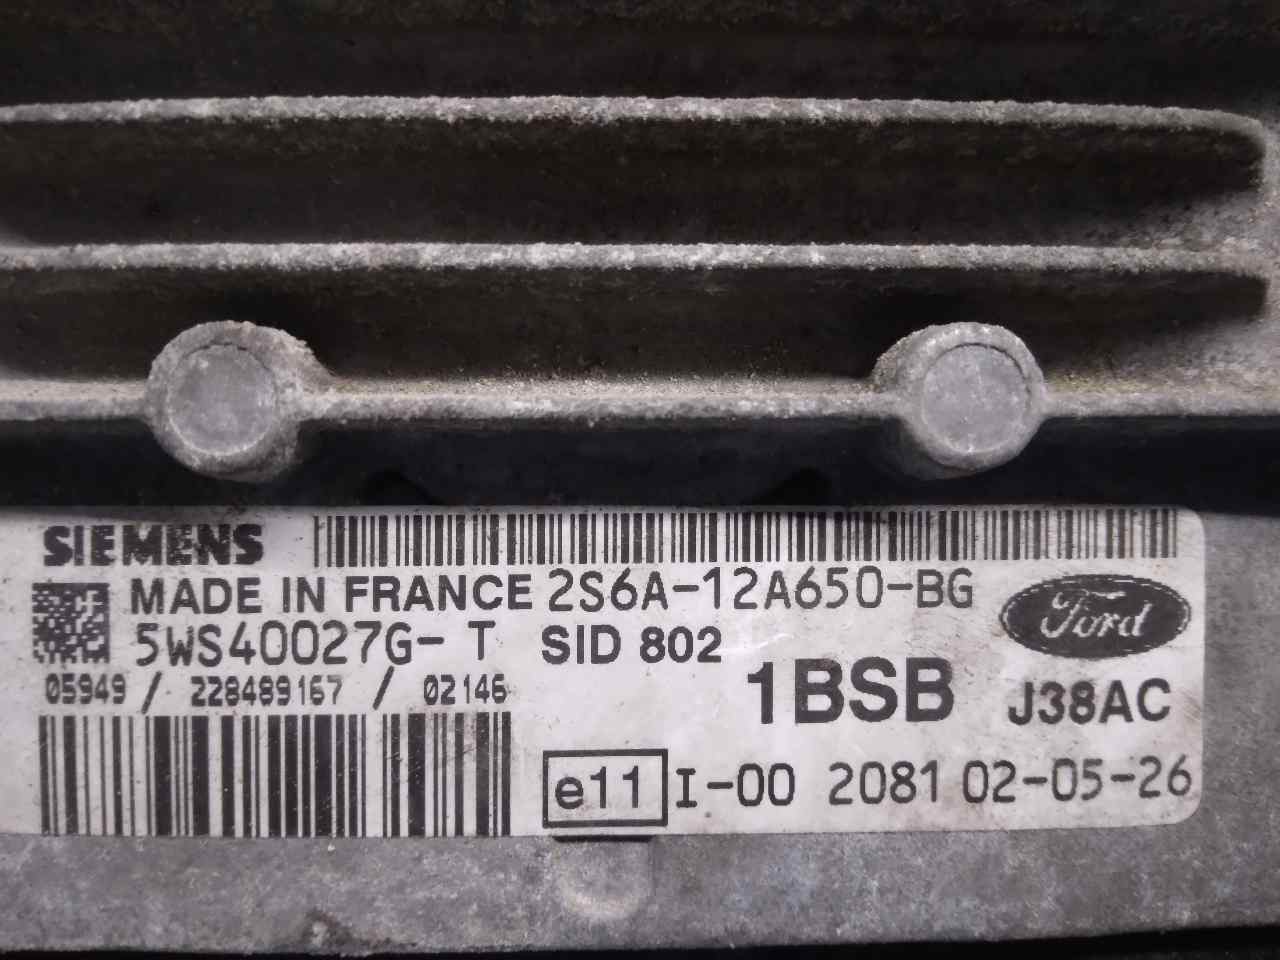 SIEMENS
MADE IN FRANCE 2S6A-12A650-BG
Ford
5WS40027G- T SID 802
05949 / 228489167 / 02146
1BSB J38AC
e11 I-00 2081 02-05-26